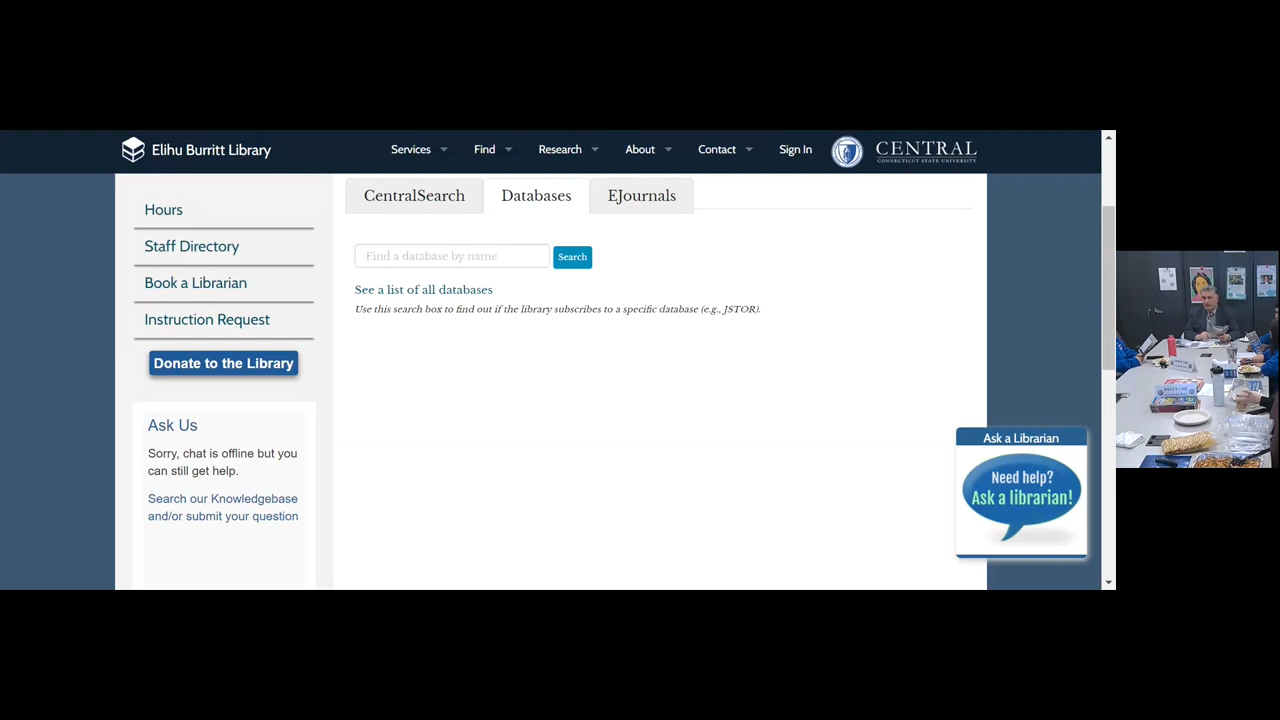 Elihu Burritt Library
Services
Find
Research
About
Contact
Sign In
CENTRAL
CONNECTICUT STATE UNIVERSITY
Hours
Staff Directory
Book a Librarian
Instruction Request
Donate to the Library
Ask Us
Sorry, chat is offline but you
can still get help.
Search our Knowledgebase
and/or submit your question
CentralSearch
Databases
EJournals
Find a database by name
Search
See a list of all databases
Use this search box to find out if the library subscribes to a specific database (e.g., JSTOR).
Ask a Librarian
Need help?
Ask a librarian!